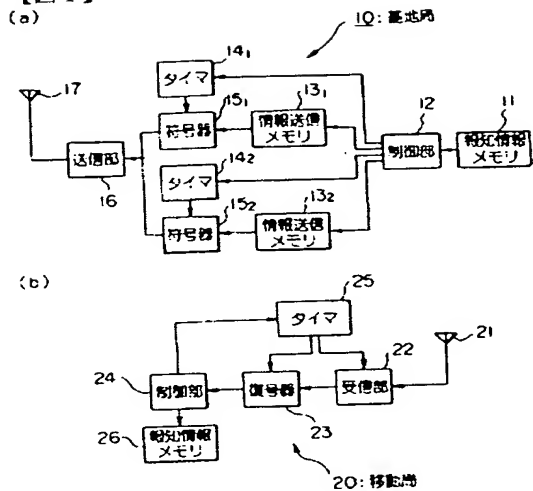 (a)
10:基地局
14₁
タイマ
17
15₁
13₁
12
11
符号器
情報送信
メモリ
制御部
報知情報
メモリ
送信部
14₂
16
タイマ
15₂
13₂
符号器
情報送信
メモリ
(b)
25
タイマ
21
24
22
制御部
復号器
受信部
26
報知情報
メモリ
23
20:移動局